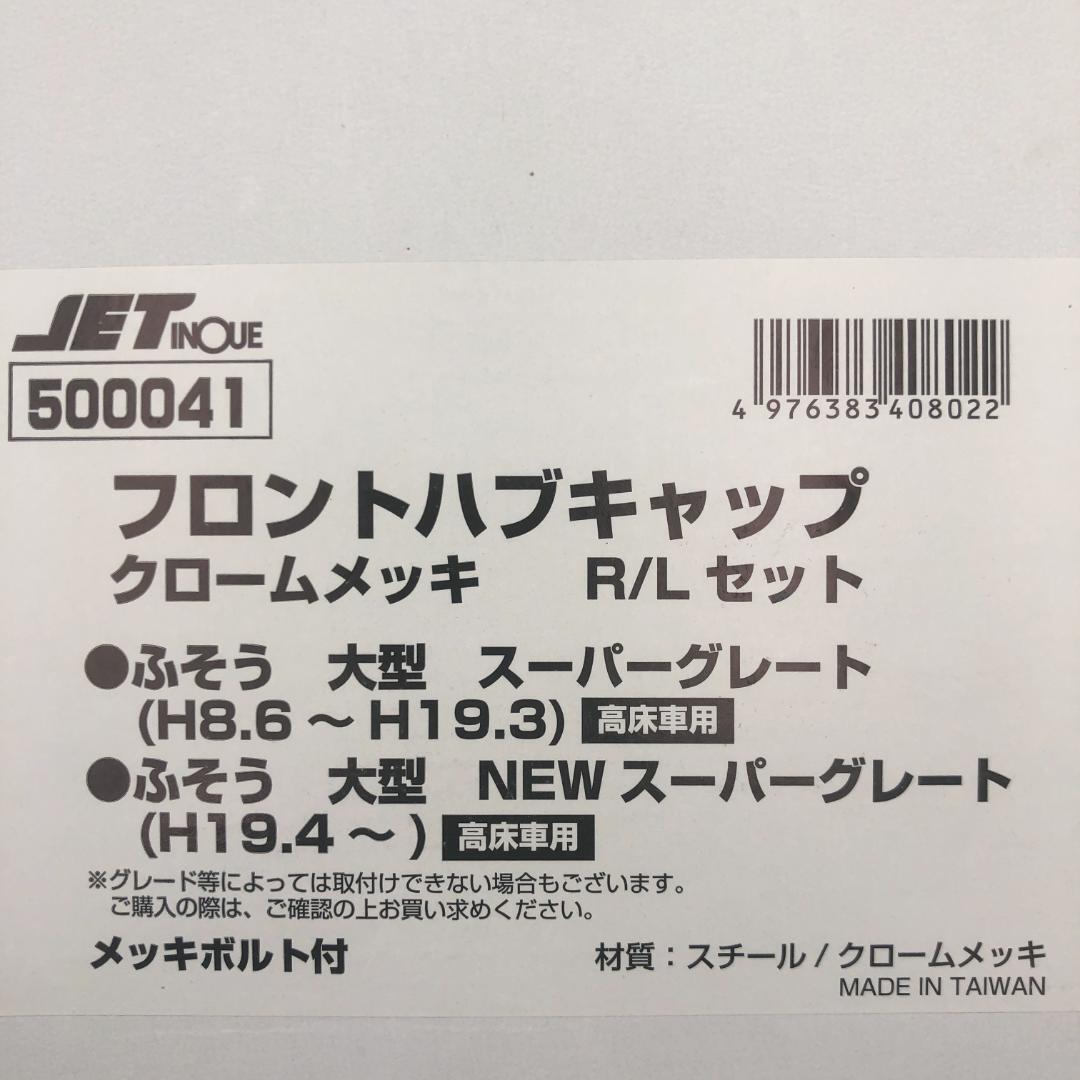 JET INOUE
500041
4 976383 408022
フロントハブキャップ
クロームメッキ R/L セット
●ふそう 大型 スーパーグレート
(H8.6 ～ H19.3) 高床車用
●ふそう 大型 NEW スーパーグレート
(H19.4 ～ ) 高床車用
※グレード等によっては取付けできない場合もございます。
ご購入の際は、ご確認の上お買い求めください。
メッキボルト付
材質：スチール / クロームメッキ
MADE IN TAIWAN